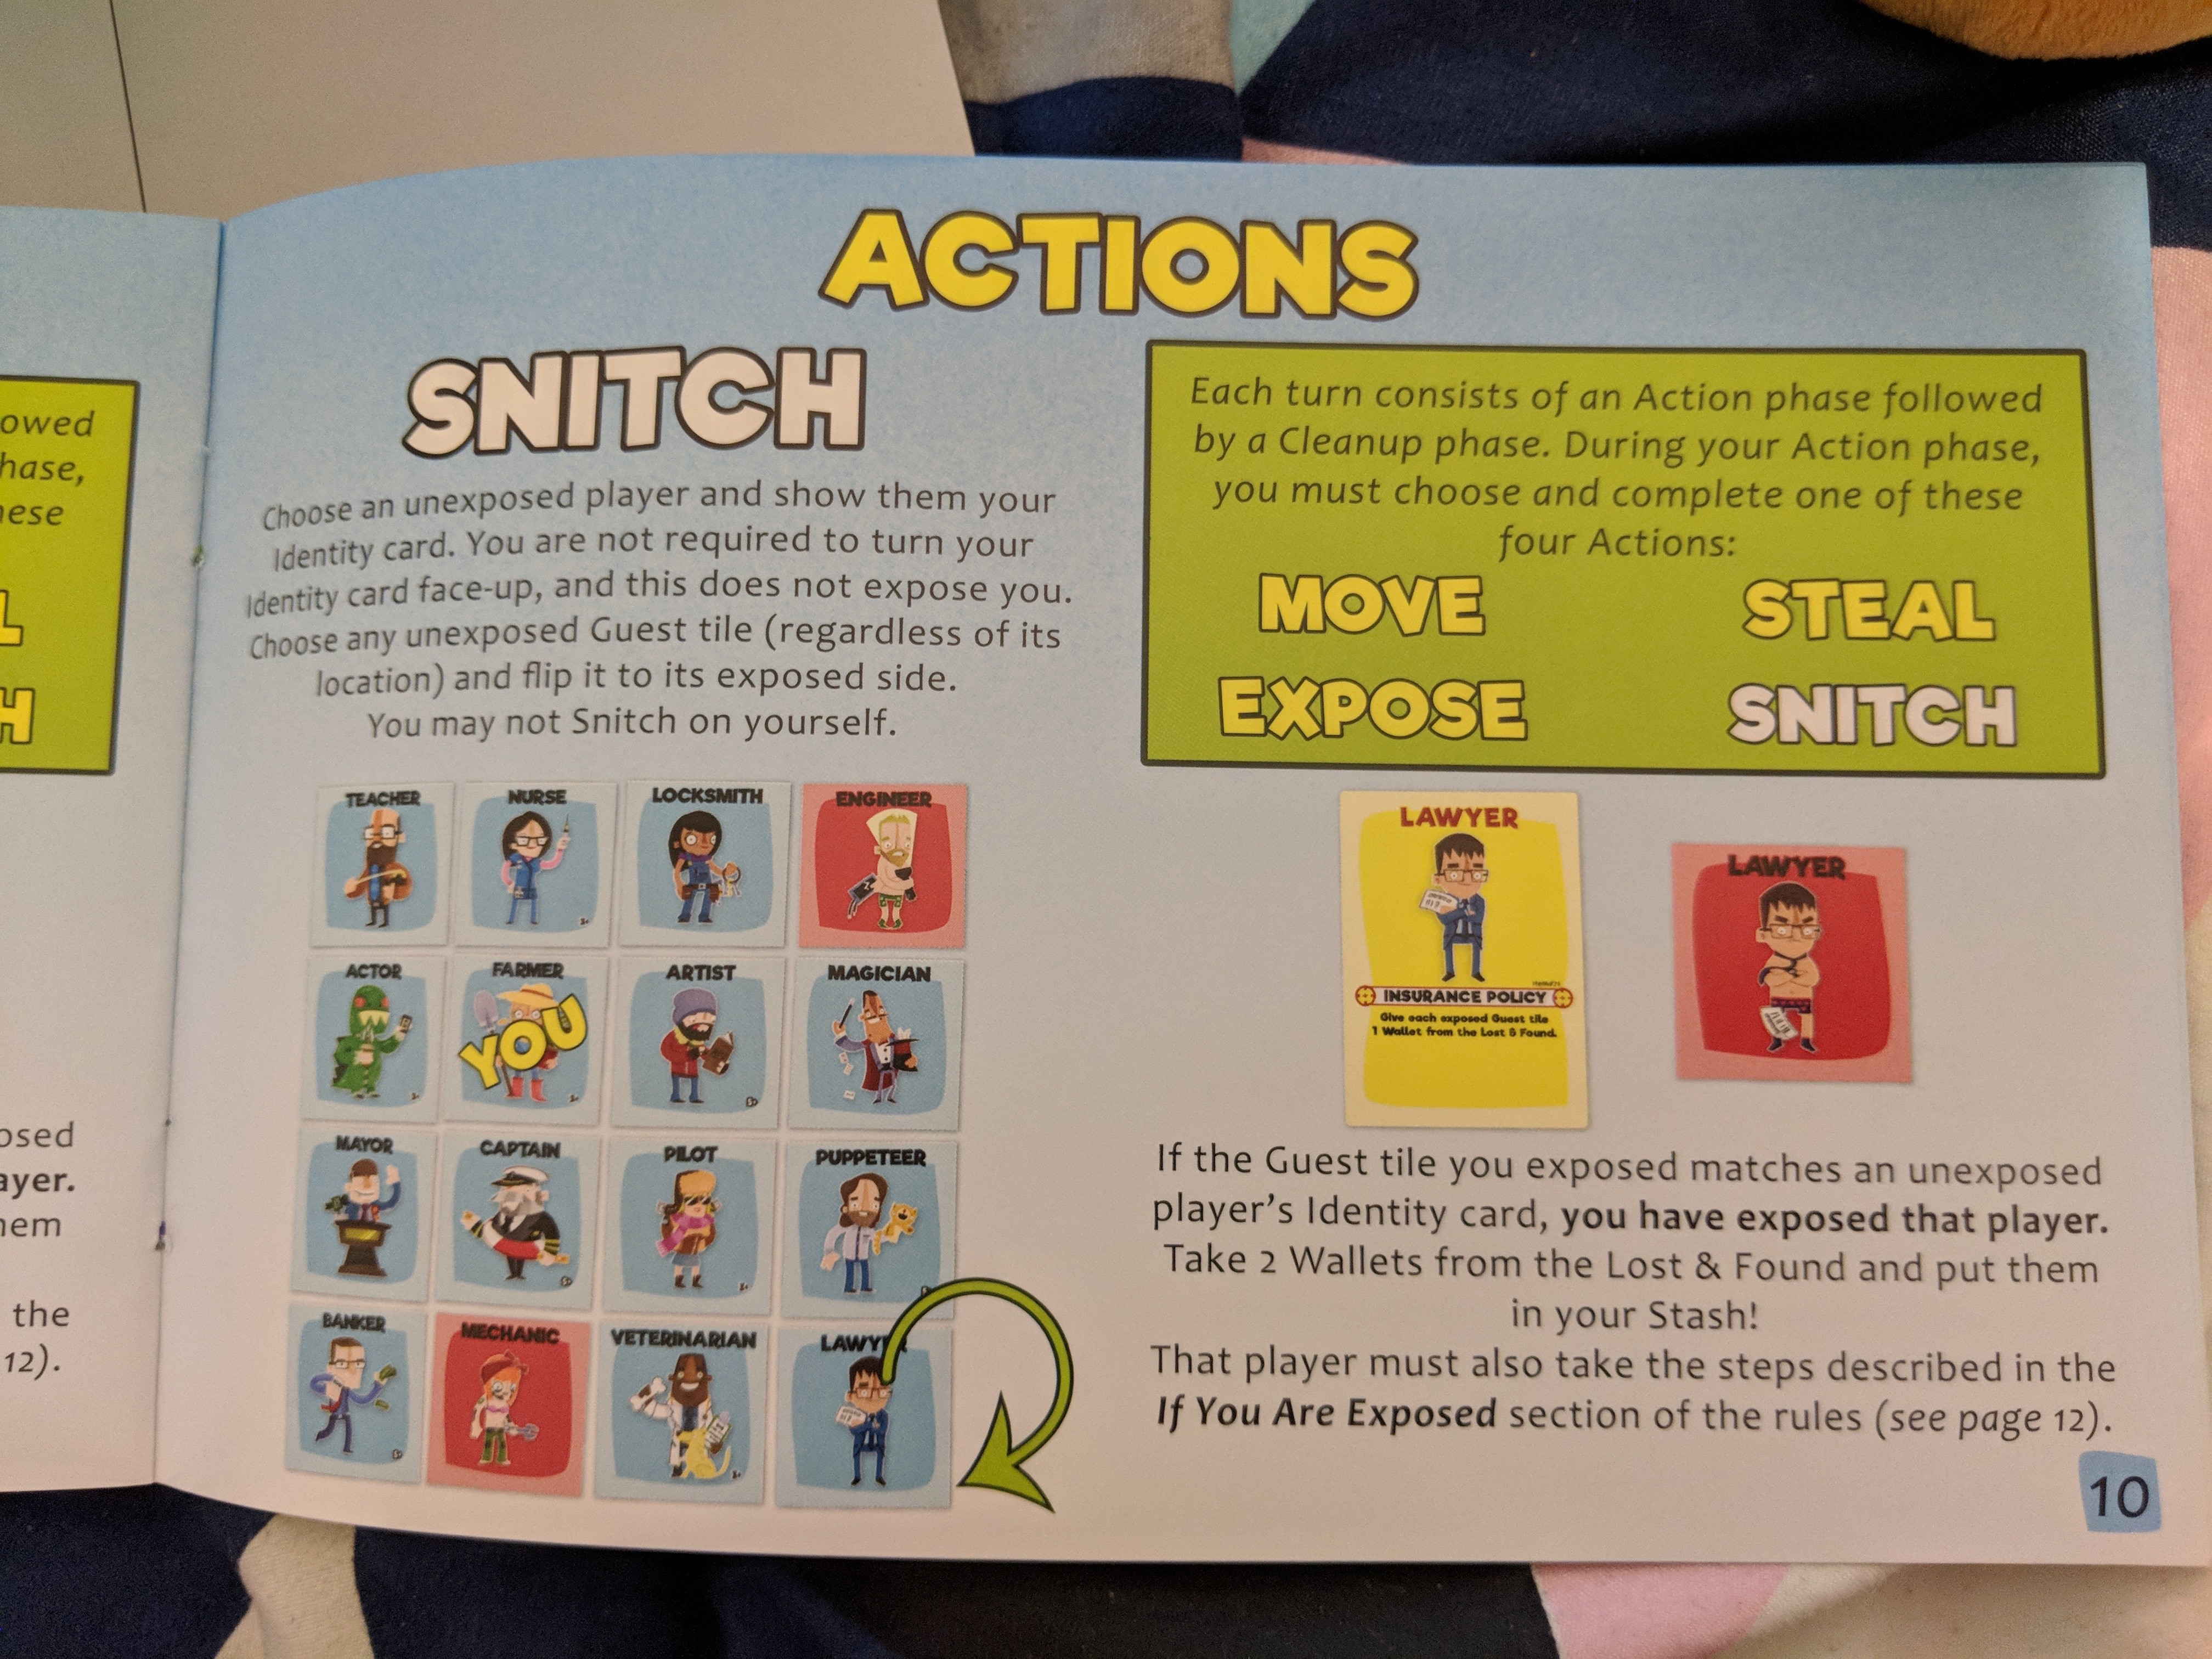 owed
hase,
hese
L
H
osed
ayer.
hem
the
12).
ACTIONS
SNITCH
Choose an unexposed player and show them your
Identity card. You are not required to turn your
Identity card face-up, and this does not expose you.
Choose any unexposed Guest tile (regardless of its
location) and flip it to its exposed side.
You may not Snitch on yourself.
TEACHER NURSE LOCKSMITH ENGINEER
ACTOR FARMER ARTIST MAGICIAN
YOU
MAYOR CAPTAIN PILOT PUPPETEER
BANKER MECHANIC VETERINARIAN LAWY
Each turn consists of an Action phase followed
by a Cleanup phase. During your Action phase,
you must choose and complete one of these
four Actions:
MOVE STEAL
EXPOSE SNITCH
LAWYER
INSURANCE POLICY
Give each exposed Guest tile
1 Wallet from the Lost & Found.
LAWYER
If the Guest tile you exposed matches an unexposed
player's Identity card, you have exposed that player.
Take 2 Wallets from the Lost & Found and put them
in your Stash!
That player must also take the steps described in the
If You Are Exposed section of the rules (see page 12).
10